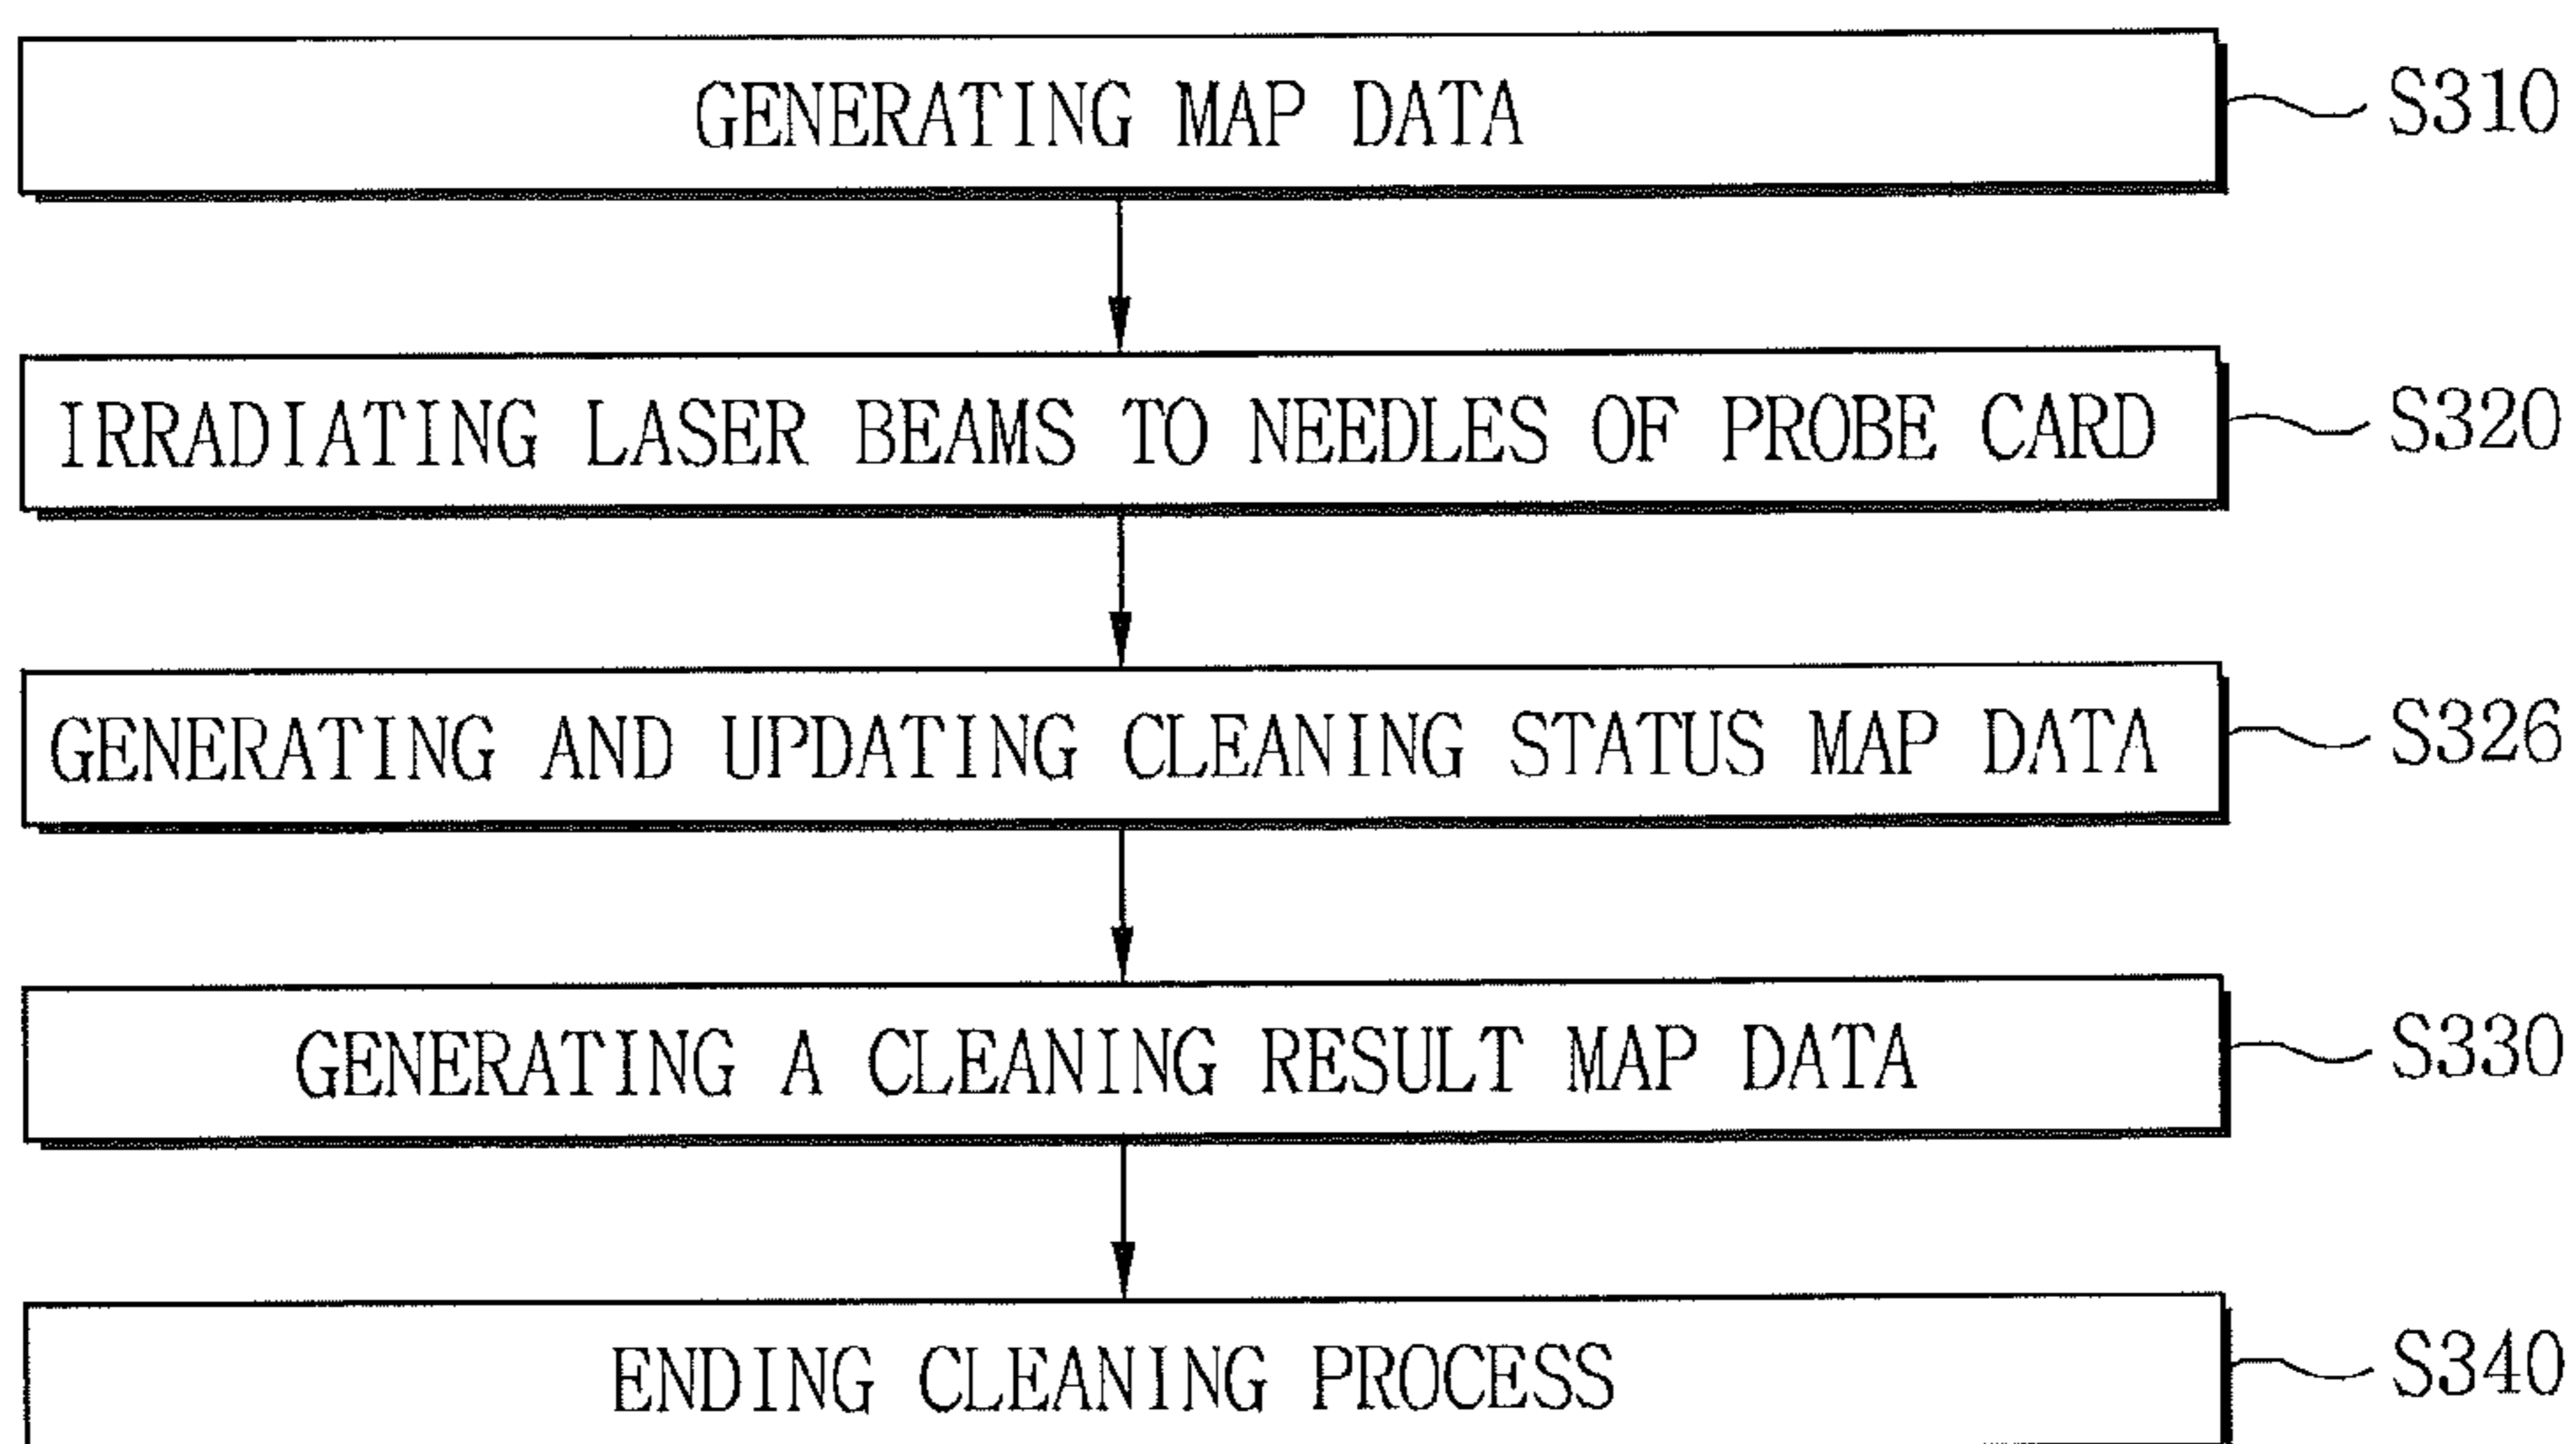 GENERATING MAP DATA S310
IRRADIATING LASER BEAMS TO NEEDLES OF PROBE CARD S320
GENERATING AND UPDATING CLEANING STATUS MAP DATA S326
GENERATING A CLEANING RESULT MAP DATA S330
ENDING CLEANING PROCESS S340